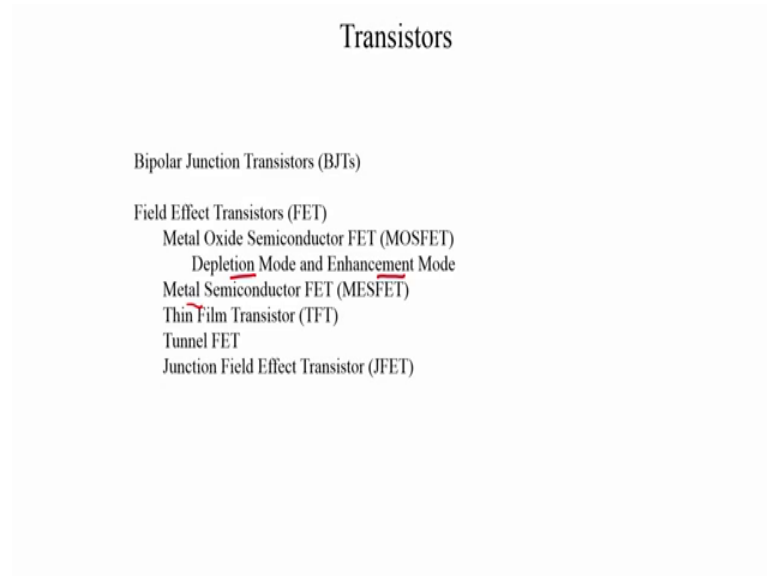 Transistors
Bipolar Junction Transistors (BJTs)
Field Effect Transistors (FET)
Metal Oxide Semiconductor FET (MOSFET)
Depletion Mode and Enhancement Mode
Metal Semiconductor FET (MESFET)
Thin Film Transistor (TFT)
Tunnel FET
Junction Field Effect Transistor (JFET)